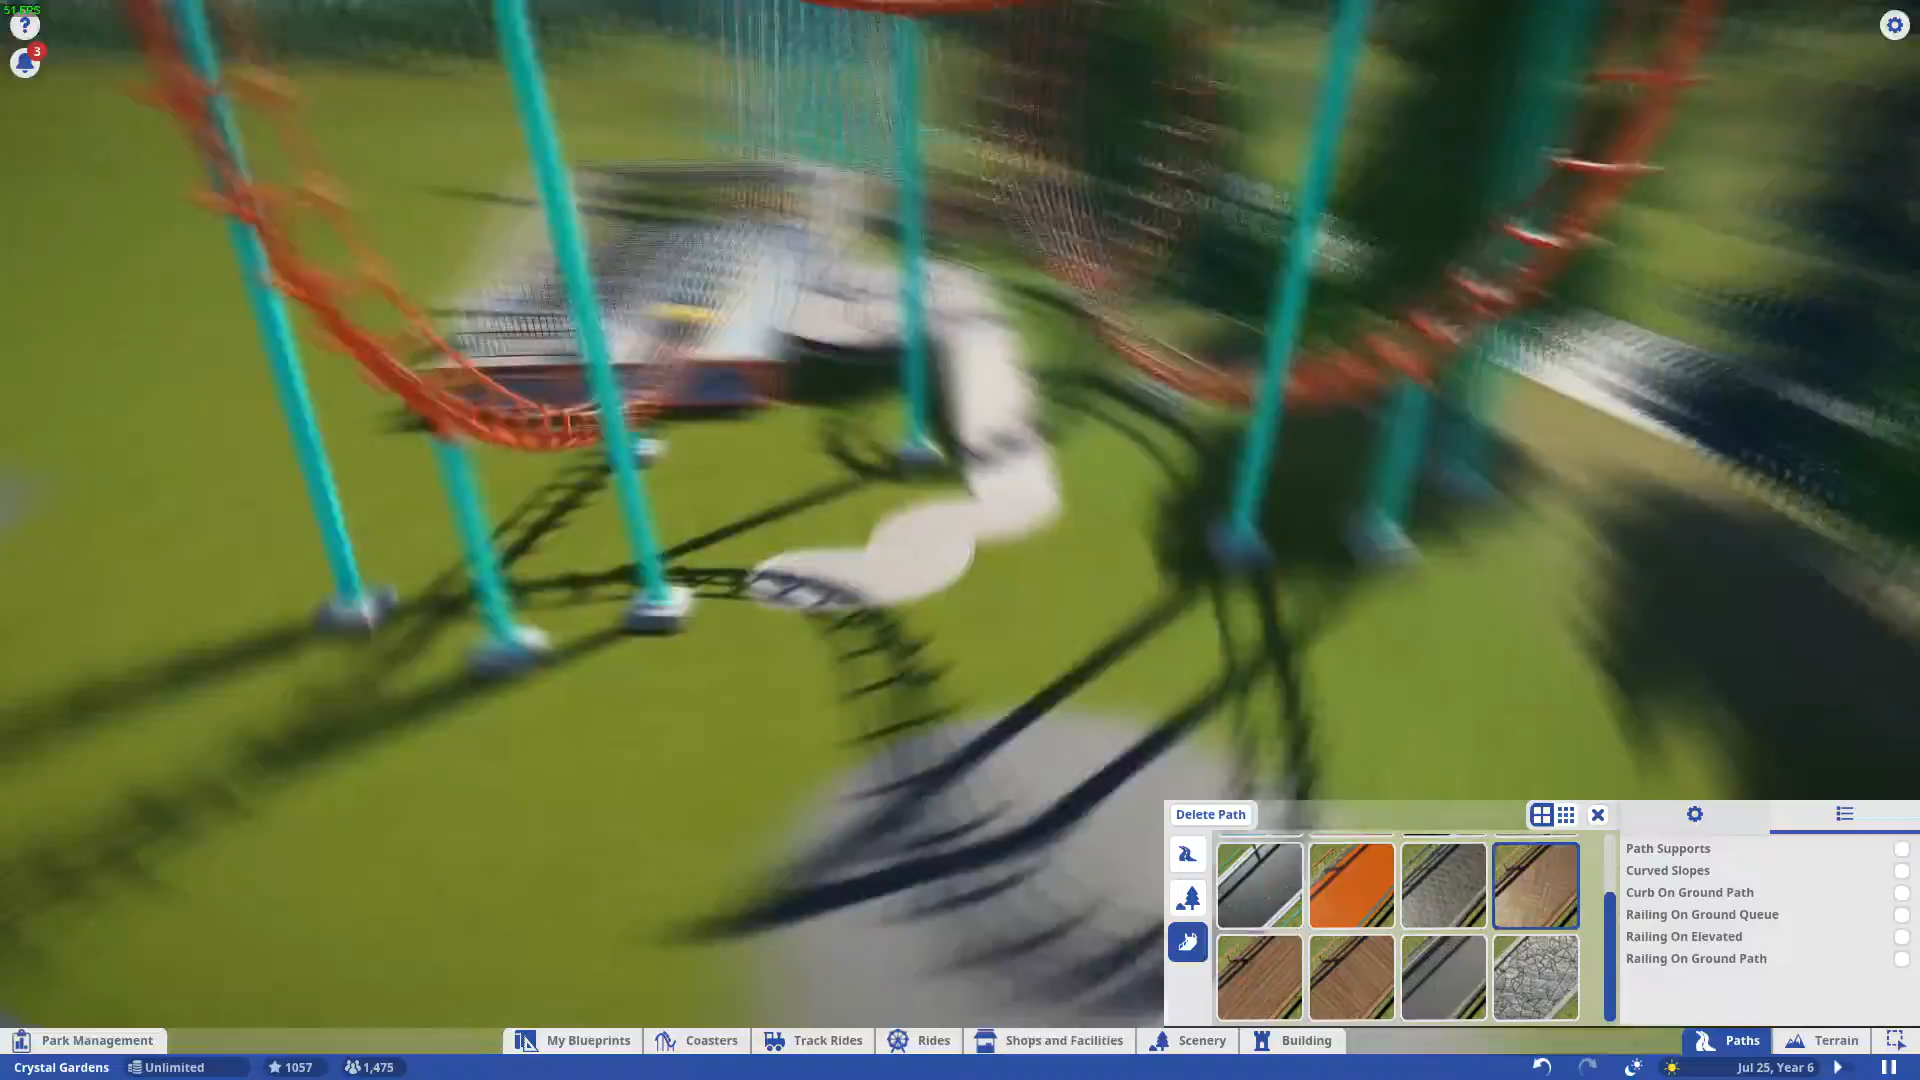 51 FPS
?
3
Delete Path
Path Supports
Curved Slopes
Curb On Ground Path
Railing On Ground Queue
Railing On Elevated
Railing On Ground Path
Park Management
My Blueprints
Coasters
Track Rides
Rides
Shops and Facilities
Scenery
Building
Paths
Terrain
Crystal Gardens
Unlimited
1057
1,475
Jul 25, Year 6